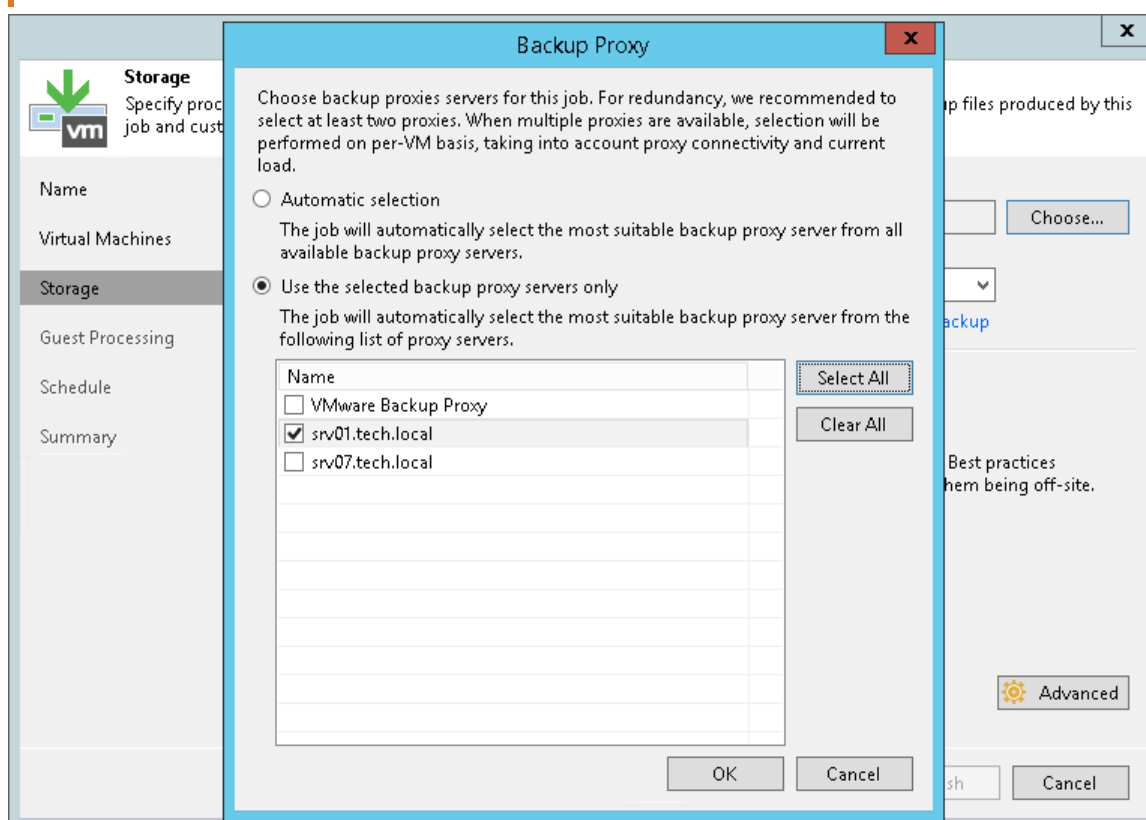 Backup Proxy
x
x
Storage
Specify proc
job and cust
up files produced by this
vm
Choose backup proxies servers for this job. For redundancy, we recommended to
select at least two proxies. When multiple proxies are available, selection will be
performed on per-VM basis, taking into account proxy connectivity and current
load.
Name
Virtual Machines
Storage
Guest Processing
Schedule
Summary
Automatic selection
The job will automatically select the most suitable backup proxy server from all
available backup proxy servers.
Use the selected backup proxy servers only
The job will automatically select the most suitable backup proxy server from the
following list of proxy servers.
Name
VMware Backup Proxy
srv01.tech.local
srv07.tech.local
Select All
Clear All
Choose...
ackup
Best practices
hem being off-site.
Advanced
OK
Cancel
sh
Cancel